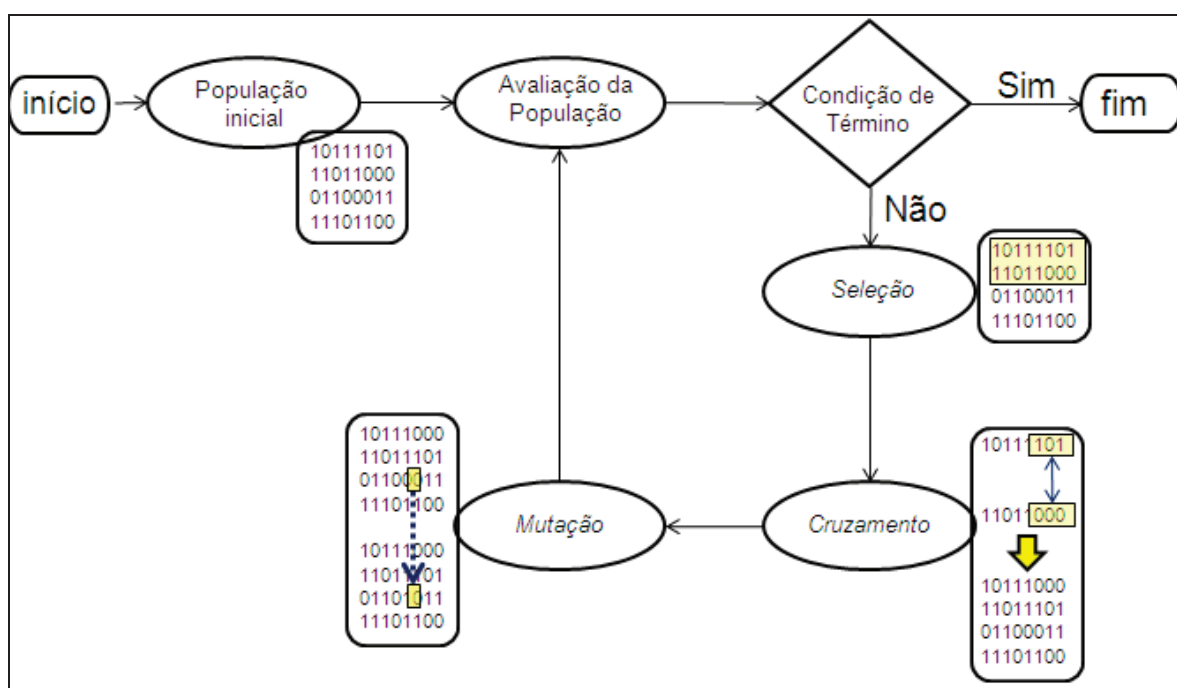 início
População
inicial
10111101
11011000
01100011
11101100
Avaliação da
População
Condição de
Término
Sim
fim
Não
Seleção
10111101
11011000
01100011
11101100
Cruzamento
10111101
11011000
10111000
11011101
01100011
11101100
Mutação
10111000
11011101
01100011
11101100
10111000
11011101
01101011
11101100